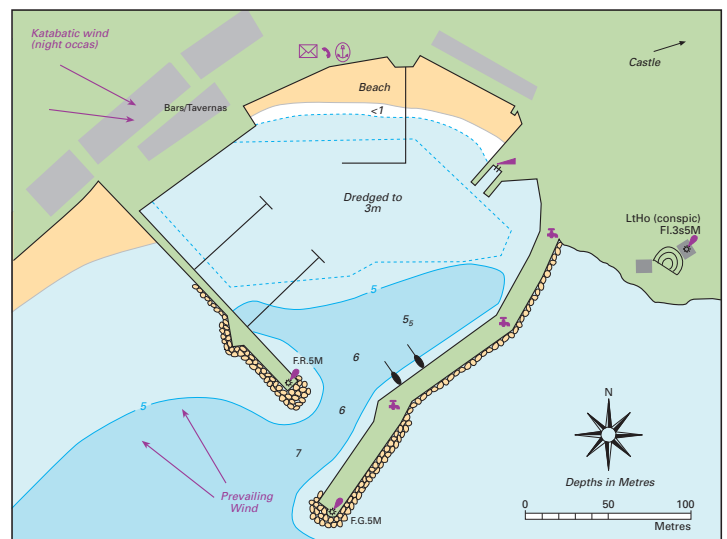 Katabatic wind
(night occas)
Castle
Beach
<1
Bars/Tavernas
Dredged to
3m
LtHo (conspic)
Fl.3s5M
5
5₅
6
F.R.5M
5
6
7
N
Depths in Metres
Prevailing
Wind
0 50 100
Metres
F.G.5M